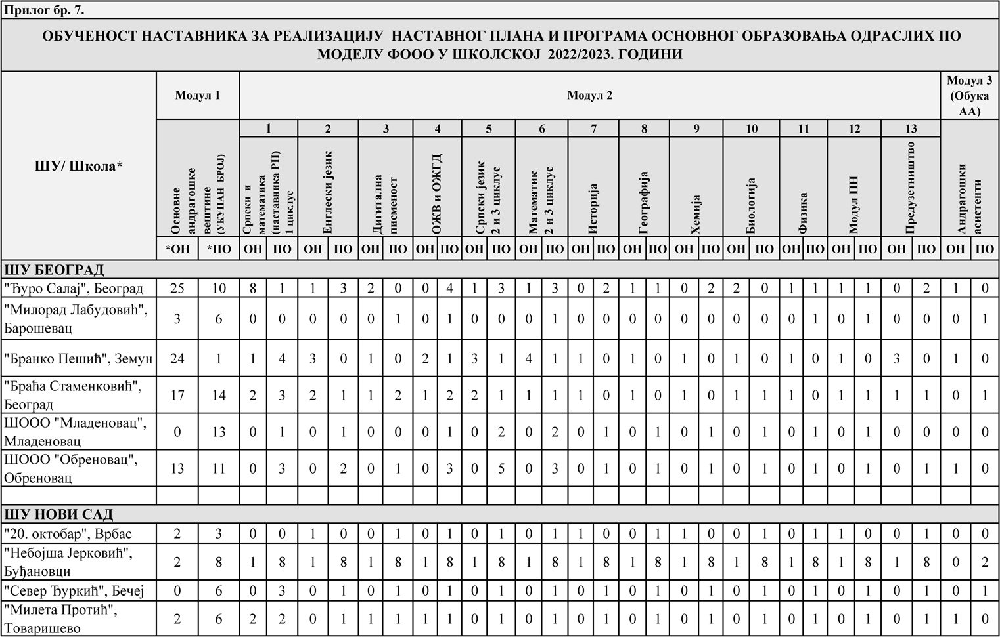 Прилог бр. 7.
ОБУЧЕНОСТ НАСТАВНИКА ЗА РЕАЛИЗАЦИЈУ НАСТАВНОГ ПЛАНА И ПРОГРАМА ОСНОВНОГ ОБРАЗОВАЊА ОДРАСЛИХ ПО
МОДЕЛУ ФООО У ШКОЛСКОЈ 2022/2023. ГОДИНИ
ШУ/ Школа*
Модул 1
Модул 2
Модул 3
(Обука
АА)
1 2 3 4 5 6 7 8 9 10 11 12 13
Основне
андрагошке
вештине
(УКУПАН БРОЈ)
Српски и
математика
(наставника РН)
1 циклус
Енглески језик
Дигитална
писменост
ОЖВ и ОЖГД
Српски језик
2 и 3 циклус
Математик
2 и 3 циклус
Историја
Географија
Хемија
Биологија
Физика
Модул ПН
Предузетништво
Андрагошки
асистенти
*ОН *ПО ОН ПО ОН ПО ОН ПО ОН ПО ОН ПО ОН ПО ОН ПО ОН ПО ОН ПО ОН ПО ОН ПО ОН ПО ОН ПО ОН ПО
ШУ БЕОГРАД
"Ђуро Салај", Београд 25 10 8 1 1 3 2 0 0 4 1 3 1 3 0 2 1 1 0 2 2 0 1 1 1 1 0 2 1 0
"Милорад Лабудовић",
Барошевац 3 6 0 0 0 0 0 1 0 1 0 0 0 1 0 0 0 0 0 0 0 0 0 1 0 1 0 0 0 1
"Бранко Пешић", Земун 24 1 1 4 3 0 1 0 2 1 3 1 4 1 1 0 1 0 1 0 1 0 1 0 1 0 3 0 1 0
"Браћа Стаменковић",
Београд 17 14 2 3 2 1 1 2 1 2 2 1 1 1 1 0 1 0 1 0 1 1 1 0 1 1 1 1 0 1
ШООО "Младеновац",
Младеновац 0 13 0 1 0 1 0 0 0 1 0 2 0 2 0 1 0 1 0 1 0 1 0 1 0 1 0 0 0 0
ШООО "Обреновац",
Обреновац 13 11 0 3 0 2 0 1 0 3 0 5 0 3 0 1 0 1 0 1 0 1 0 1 0 1 0 1 1 0
ШУ НОВИ САД
"20. октобар", Врбас 2 3 0 0 1 0 0 1 0 1 0 1 0 1 1 0 0 1 1 0 0 1 0 1 1 0 0 1 0 0
"Небојша Јерковић",
Буђановци 2 8 1 8 1 8 1 8 1 8 1 8 1 8 1 8 1 8 1 8 1 8 1 8 1 8 1 8 0 2
"Север Ђуркић", Бечеј 0 6 0 3 0 1 0 1 0 1 0 1 0 1 0 1 0 1 0 1 0 1 0 1 0 1 0 1 0 1
"Милета Протић",
Товаришево 2 6 2 2 0 1 1 1 1 1 0 1 0 1 0 1 0 1 0 1 0 1 0 1 0 1 0 1 1 0